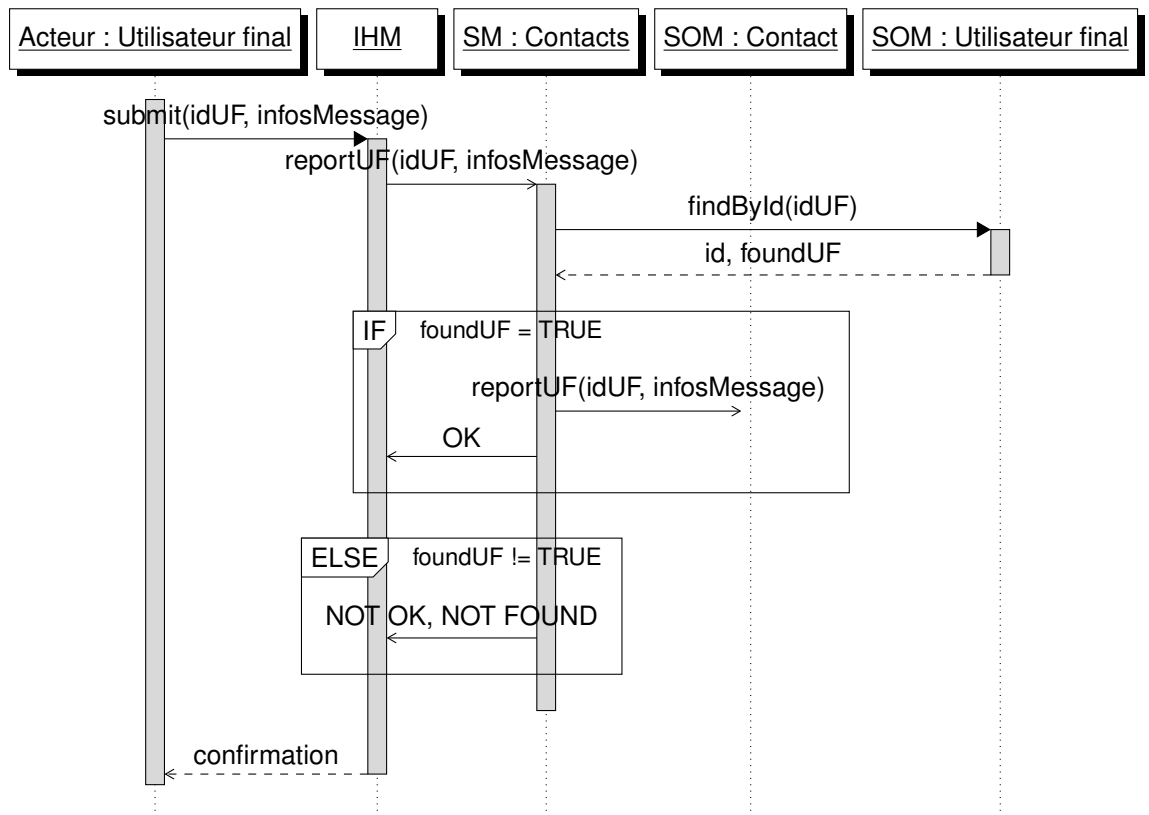 Acteur : Utilisateur final
IHM
SM : Contacts
SOM : Contact
SOM : Utilisateur final
submit(idUF, infosMessage)
reportUF(idUF, infosMessage)
findById(idUF)
id, foundUF
IF
foundUF = TRUE
reportUF(idUF, infosMessage)
OK
ELSE
foundUF != TRUE
NOT OK, NOT FOUND
confirmation